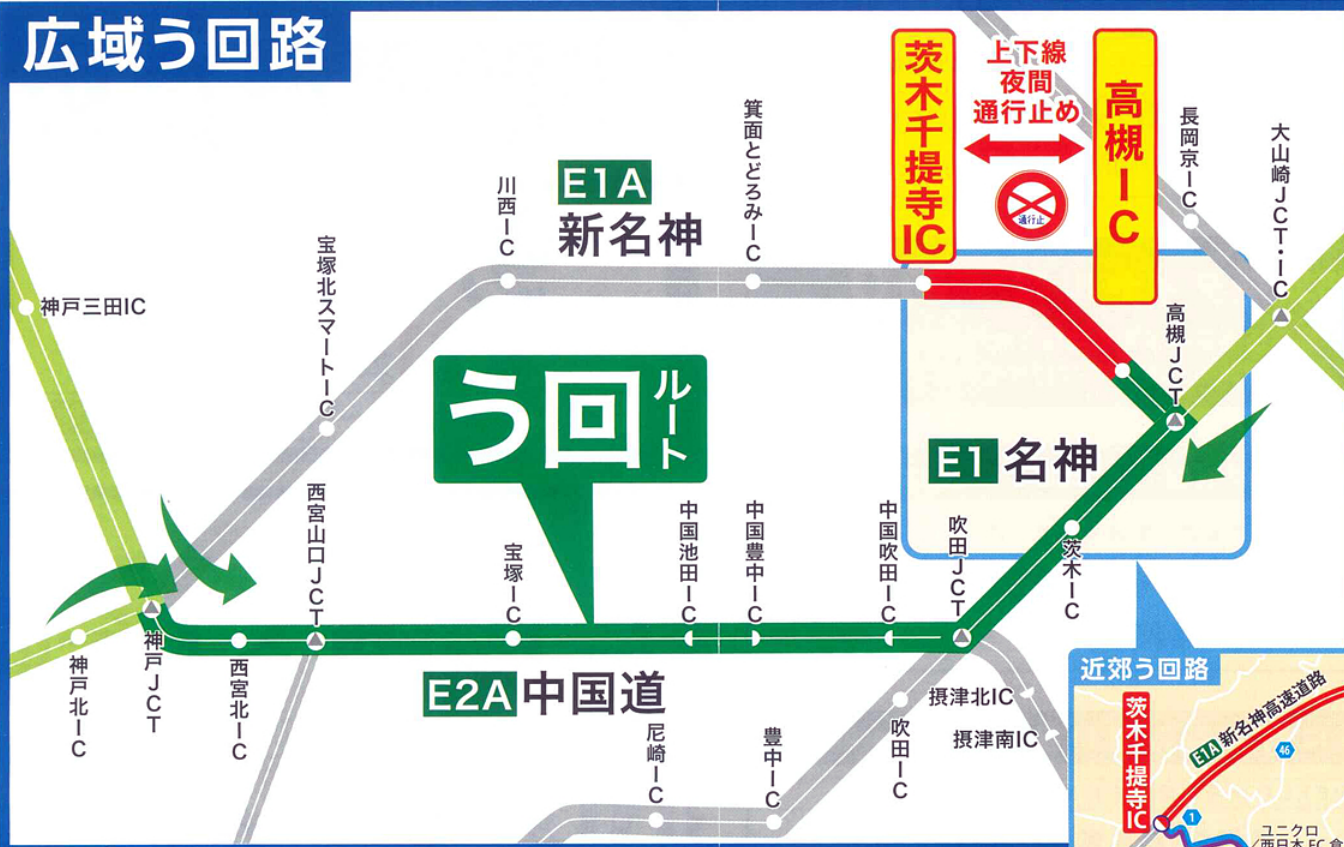 広域う回路
茨木千提寺IC
上下線
夜間
通行止め
高槻IC
通行止
長岡京IC
大山崎JCT・IC
E1A
新名神
川西IC
箕面とどろみIC
宝塚北スマートIC
神戸三田IC
高槻JCT
う回ルート
E1 名神
西宮山口JCT
宝塚IC
中国池田IC
中国豊中IC
中国吹田IC
吹田JCT
茨木IC
神戸北IC
神戸JCT
西宮北IC
E2A 中国道
尼崎IC
豊中IC
吹田IC
摂津北IC
摂津南IC
近郊う回路
茨木千提寺IC
E1A 新名神高速道路
46
1
ユニクロ